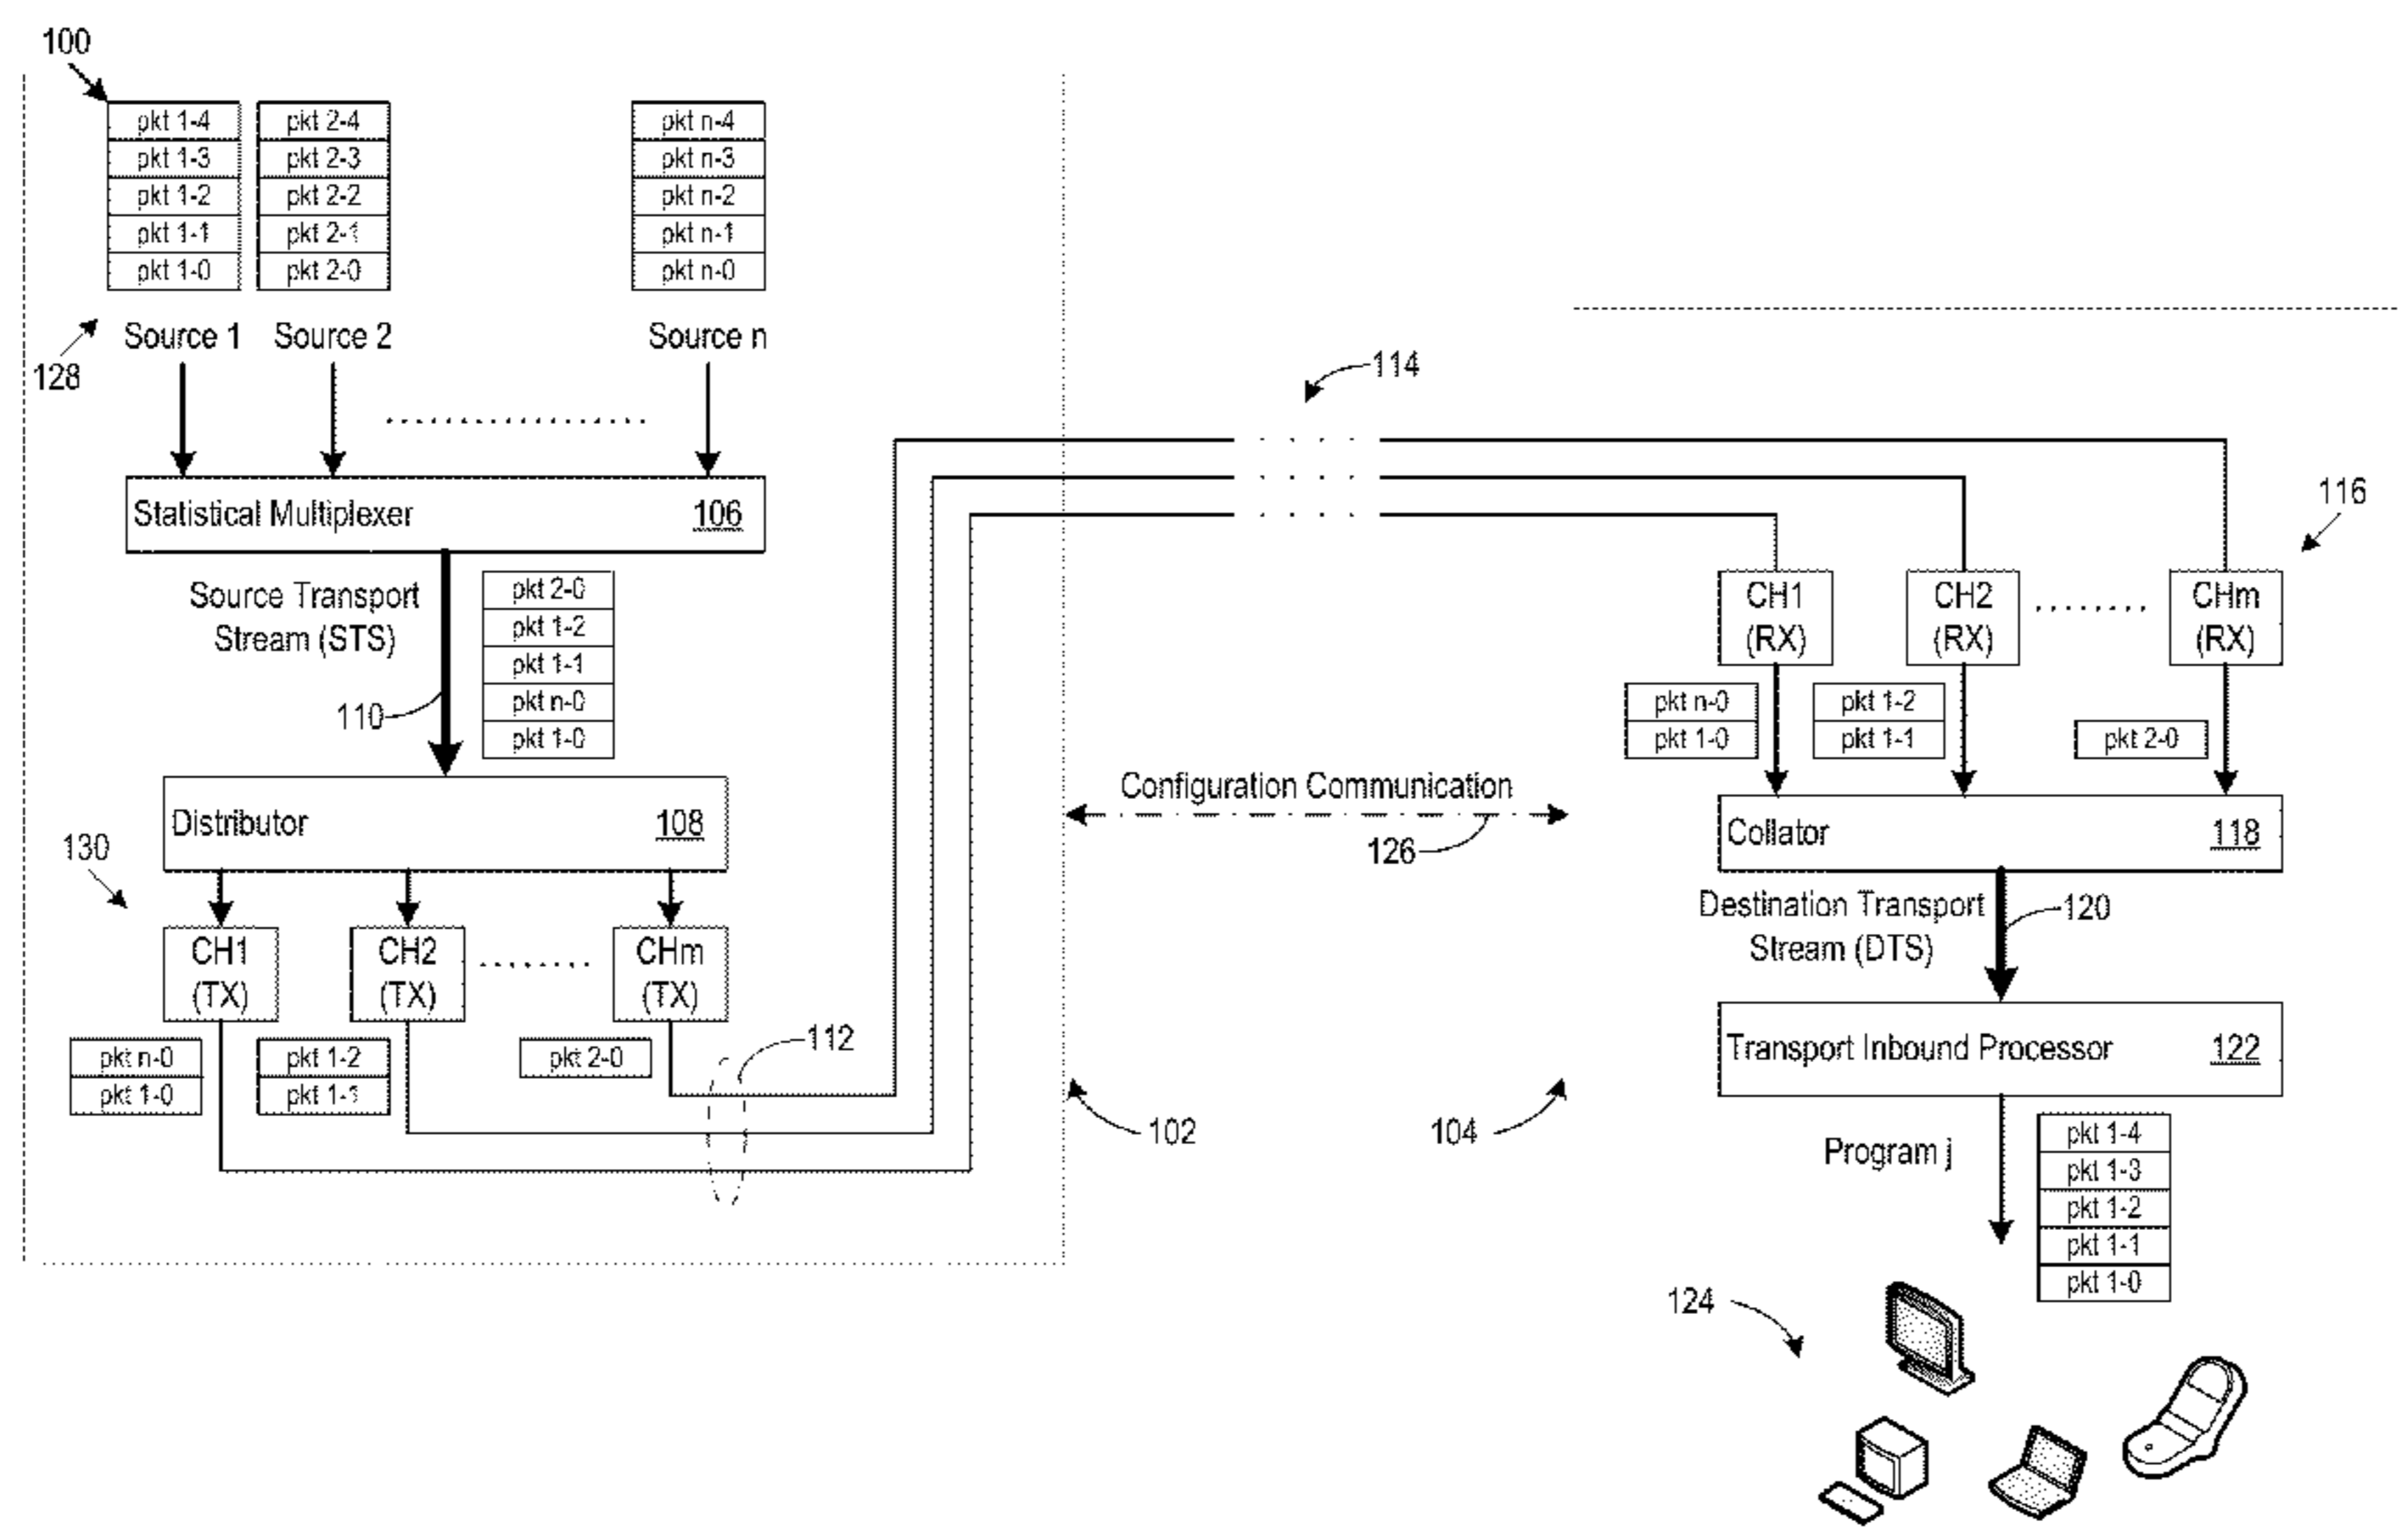 100
pkt 1-4
pkt 1-3
pkt 1-2
pkt 1-1
pkt 1-0
pkt 2-4
pkt 2-3
pkt 2-2
pkt 2-1
pkt 2-0
pkt n-4
pkt n-3
pkt n-2
pkt n-1
pkt n-0
128
Source 1
Source 2
Source n
Statistical Multiplexer 106
Source Transport
Stream (STS)
110
pkt 2-0
pkt 1-2
pkt 1-1
pkt n-0
pkt 1-0
Distributor 108
130
CH1
(TX)
CH2
(TX)
CHm
(TX)
pkt n-0
pkt 1-0
pkt 1-2
pkt 1-1
pkt 2-0
112
102
114
Configuration Communication
126
104
116
CH1
(RX)
CH2
(RX)
CHm
(RX)
pkt n-0
pkt 1-0
pkt 1-2
pkt 1-1
pkt 2-0
Collator 118
Destination Transport
Stream (DTS)
120
Transport Inbound Processor 122
Program j
pkt 1-4
pkt 1-3
pkt 1-2
pkt 1-1
pkt 1-0
124